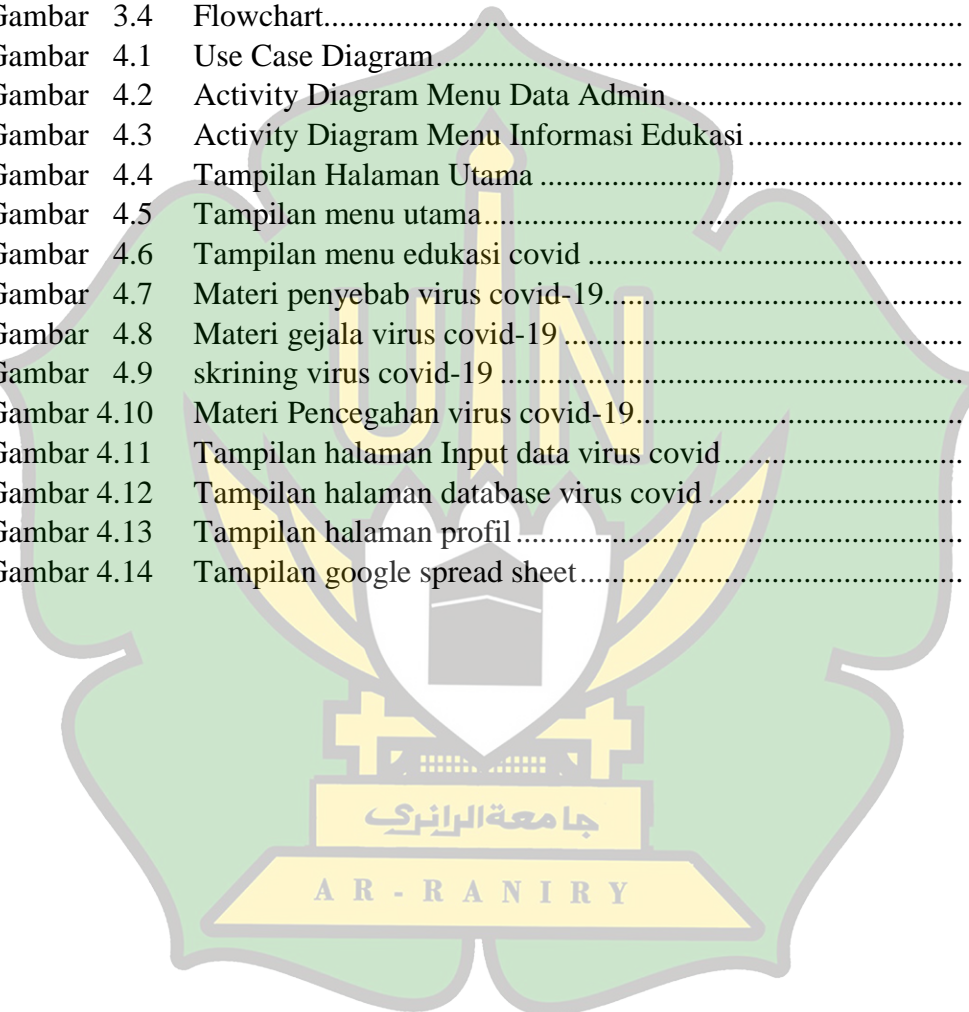 Gambar 3.4 Flowchart
Gambar 4.1 Use Case Diagram
Gambar 4.2 Activity Diagram Menu Data Admin
Gambar 4.3 Activity Diagram Menu Informasi Edukasi
Gambar 4.4 Tampilan Halaman Utama
Gambar 4.5 Tampilan menu utama
Gambar 4.6 Tampilan menu edukasi covid
Gambar 4.7 Materi penyebab virus covid-19
Gambar 4.8 Materi gejala virus covid-19
Gambar 4.9 skrining virus covid-19
Gambar 4.10 Materi Pencegahan virus covid-19
Gambar 4.11 Tampilan halaman Input data virus covid
Gambar 4.12 Tampilan halaman database virus covid
Gambar 4.13 Tampilan halaman profil
Gambar 4.14 Tampilan google spread sheet
UIN
جامعة الرانري
AR-RANIRY